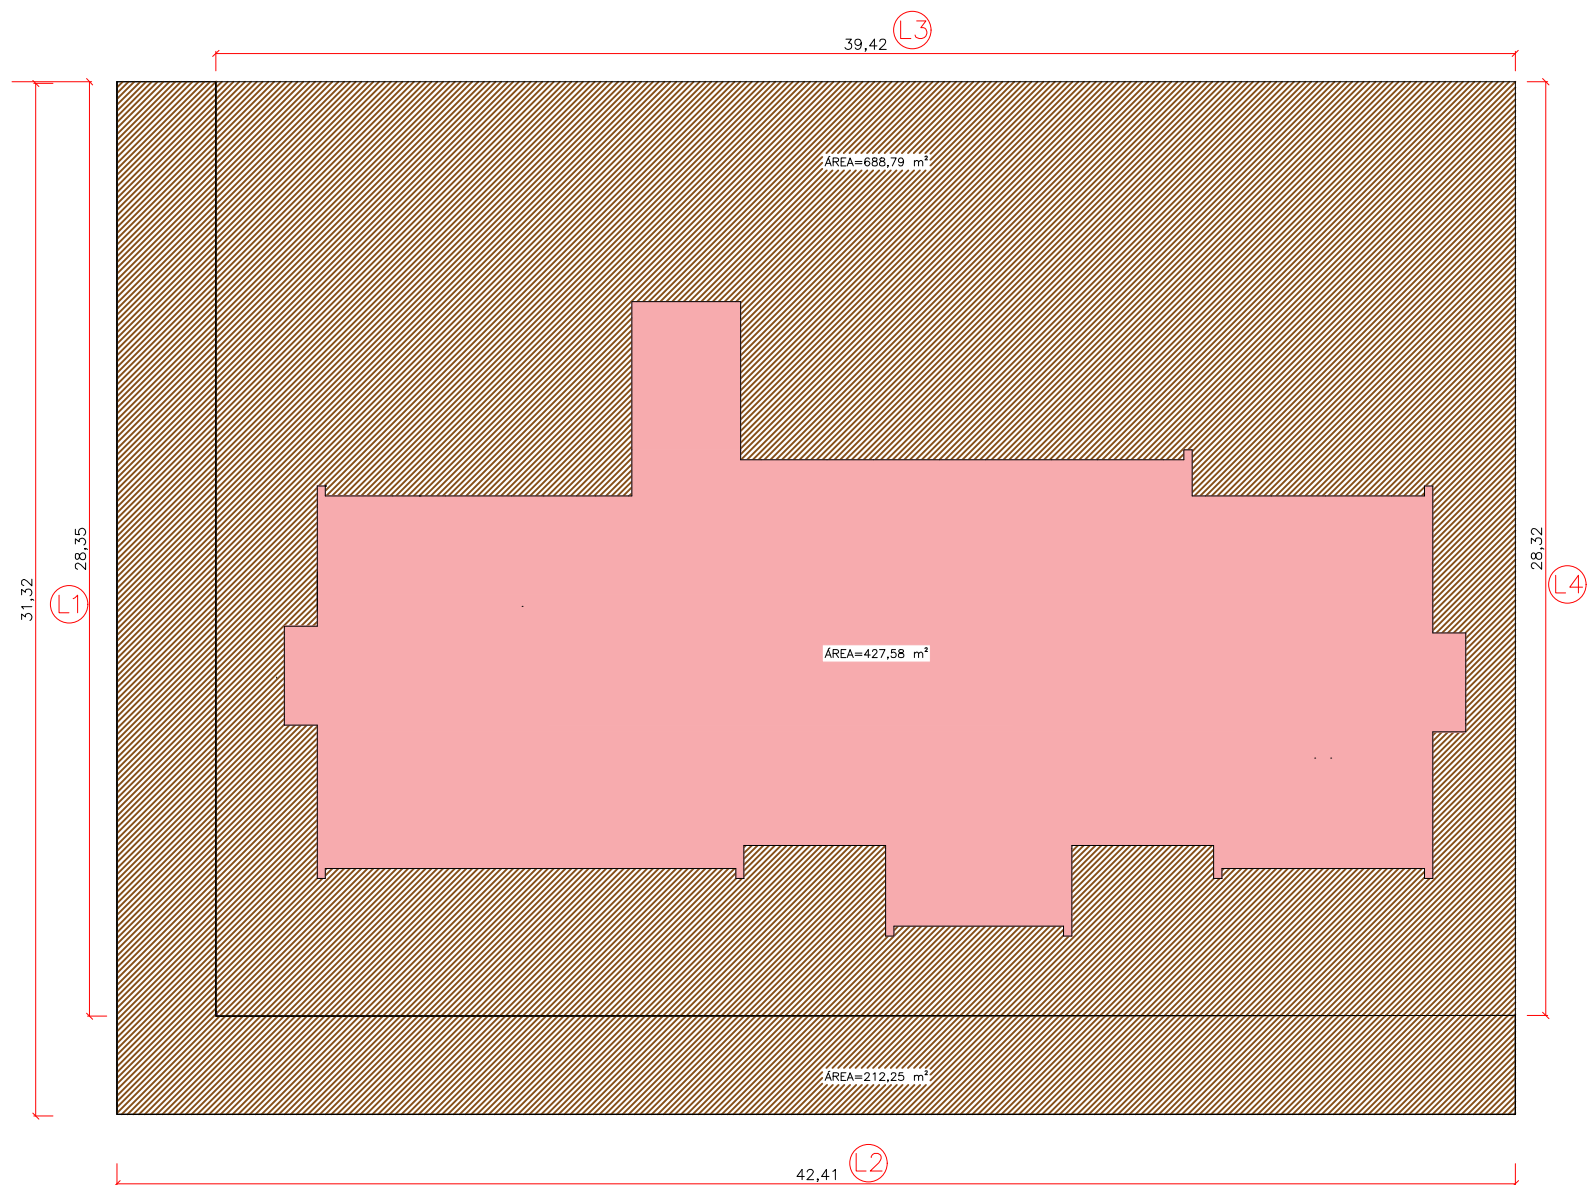 L3
39,42
ÁREA=688,79 m²
28,35
31,32
L1
28,32
L4
ÁREA=427,58 m²
ÁREA=212,25 m²
L2
42,41